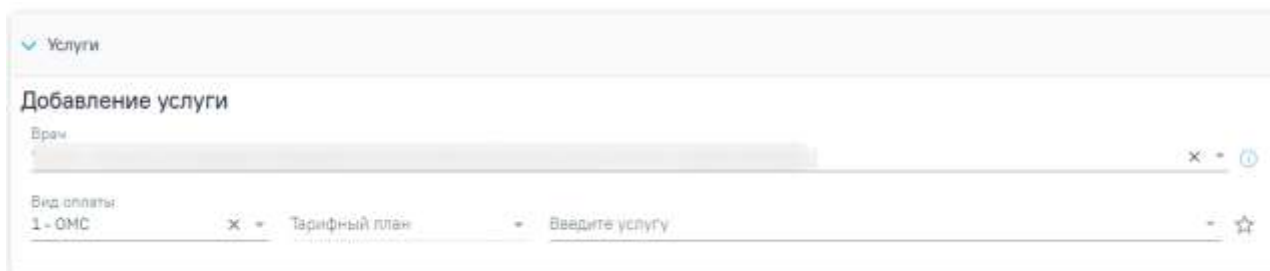 Услуги
Добавление услуги
Врач
Вид оплаты
1 - ОМС
Тарифный план
Введите услугу